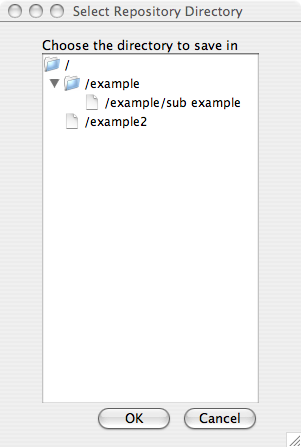 Select Repository Directory
Choose the directory to save in
/
/example
/example/sub example
/example2
OK
Cancel